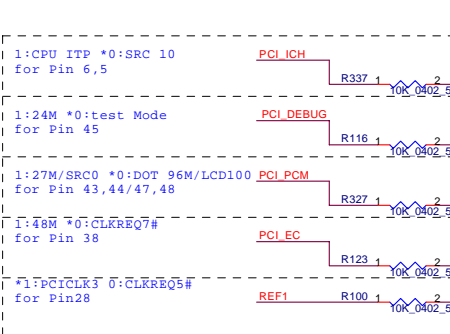 1:CPU ITP *0:SRC 10 PCI_ICH
for Pin 6,5
R337 1 2
10K_0402_5
1:24M *0:test Mode PCI_DEBUG
for Pin 45
R116 1 2
10K_0402_5
1:27M/SRC0 *0:DOT 96M/LCD100 PCI_PCM
for Pin 43,44/47,48
R327 1 2
10K_0402_5
1:48M *0:CLKREQ7#
for Pin 38 PCI_EC
R123 1 2
10K_0402_5
*1:PCICLK3 0:CLKREQ5#
for Pin28 REF1 R100 1 2
10K_0402_5